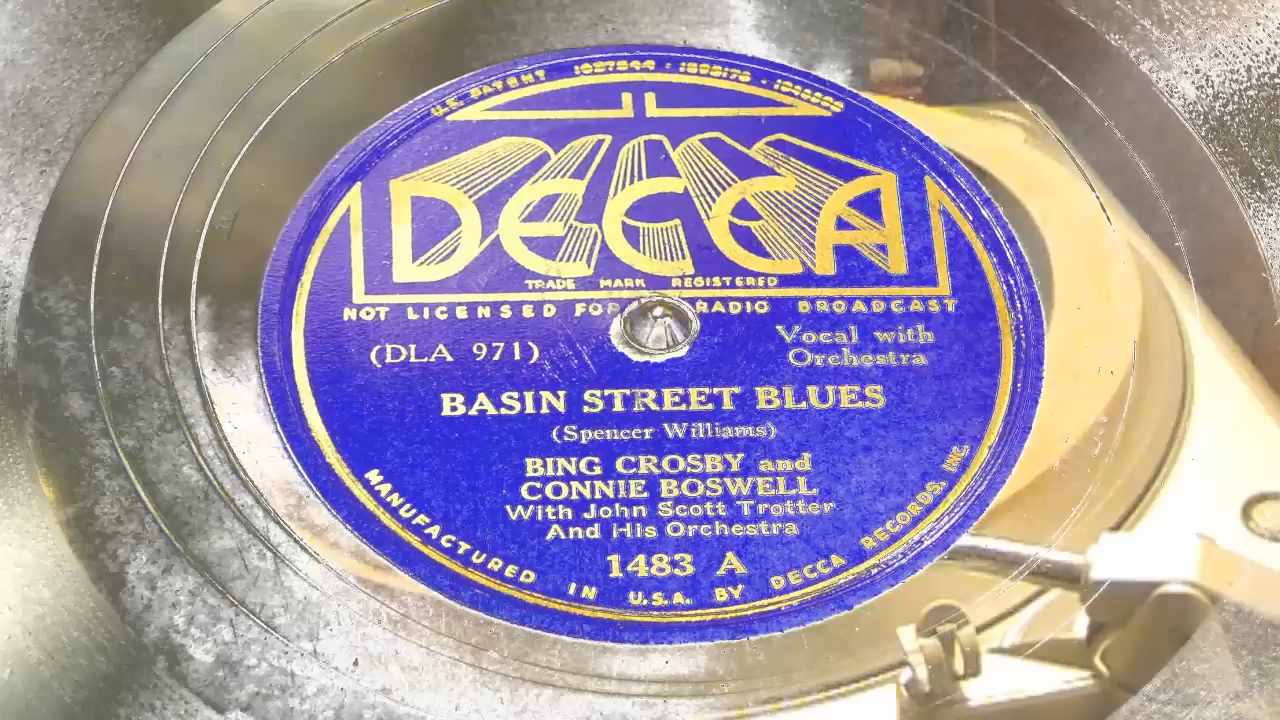 U.S. PATENT
DECCA
TRADE MARK REGISTERED
NOT LICENSED FOR RADIO BROADCAST
(DLA 971)
Vocal with
Orchestra
BASIN STREET BLUES
(Spencer Williams)
BING CROSBY and
CONNIE BOSWELL
With John Scott Trotter
And His Orchestra
1483 A
MANUFACTURED IN U.S.A. BY DECCA RECORDS, INC.